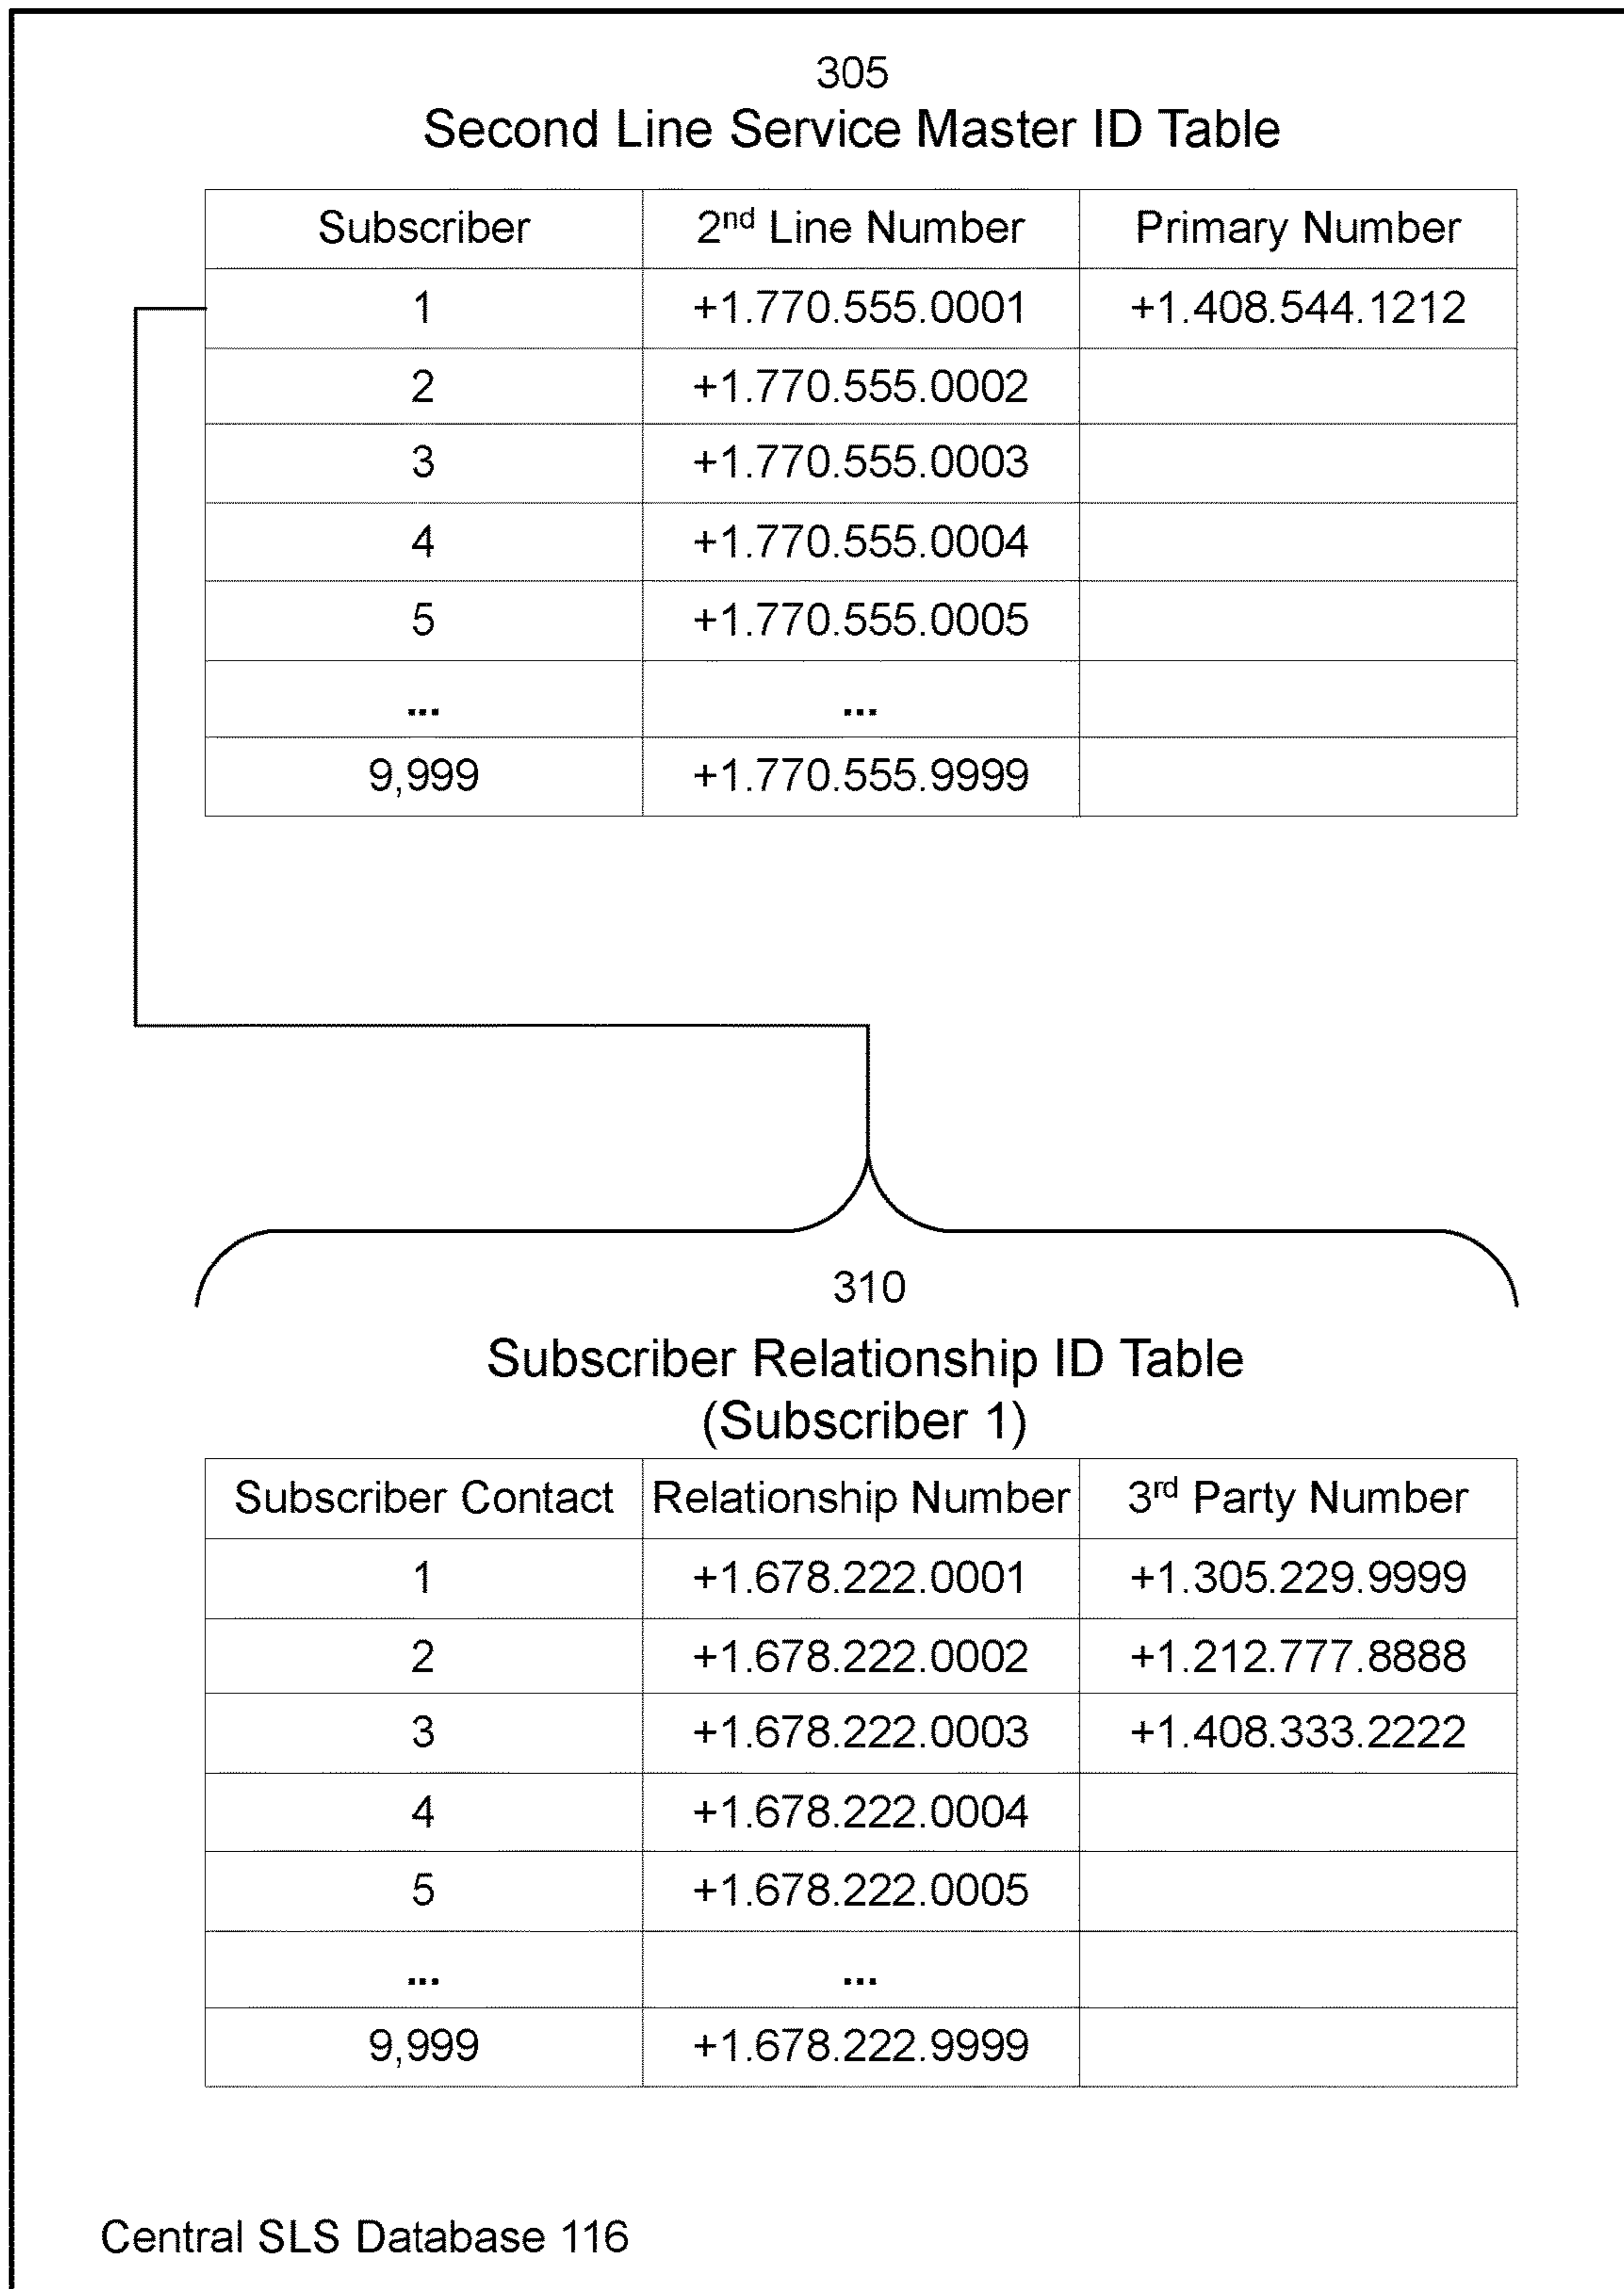 305
Second Line Service Master ID Table
Subscriber 2nd Line Number Primary Number
1 +1.770.555.0001 +1.408.544.1212
2 +1.770.555.0002
3 +1.770.555.0003
4 +1.770.555.0004
5 +1.770.555.0005
... ...
9,999 +1.770.555.9999
310
Subscriber Relationship ID Table
(Subscriber 1)
Subscriber Contact Relationship Number 3rd Party Number
1 +1.678.222.0001 +1.305.229.9999
2 +1.678.222.0002 +1.212.777.8888
3 +1.678.222.0003 +1.408.333.2222
4 +1.678.222.0004
5 +1.678.222.0005
... ...
9,999 +1.678.222.9999
Central SLS Database 116